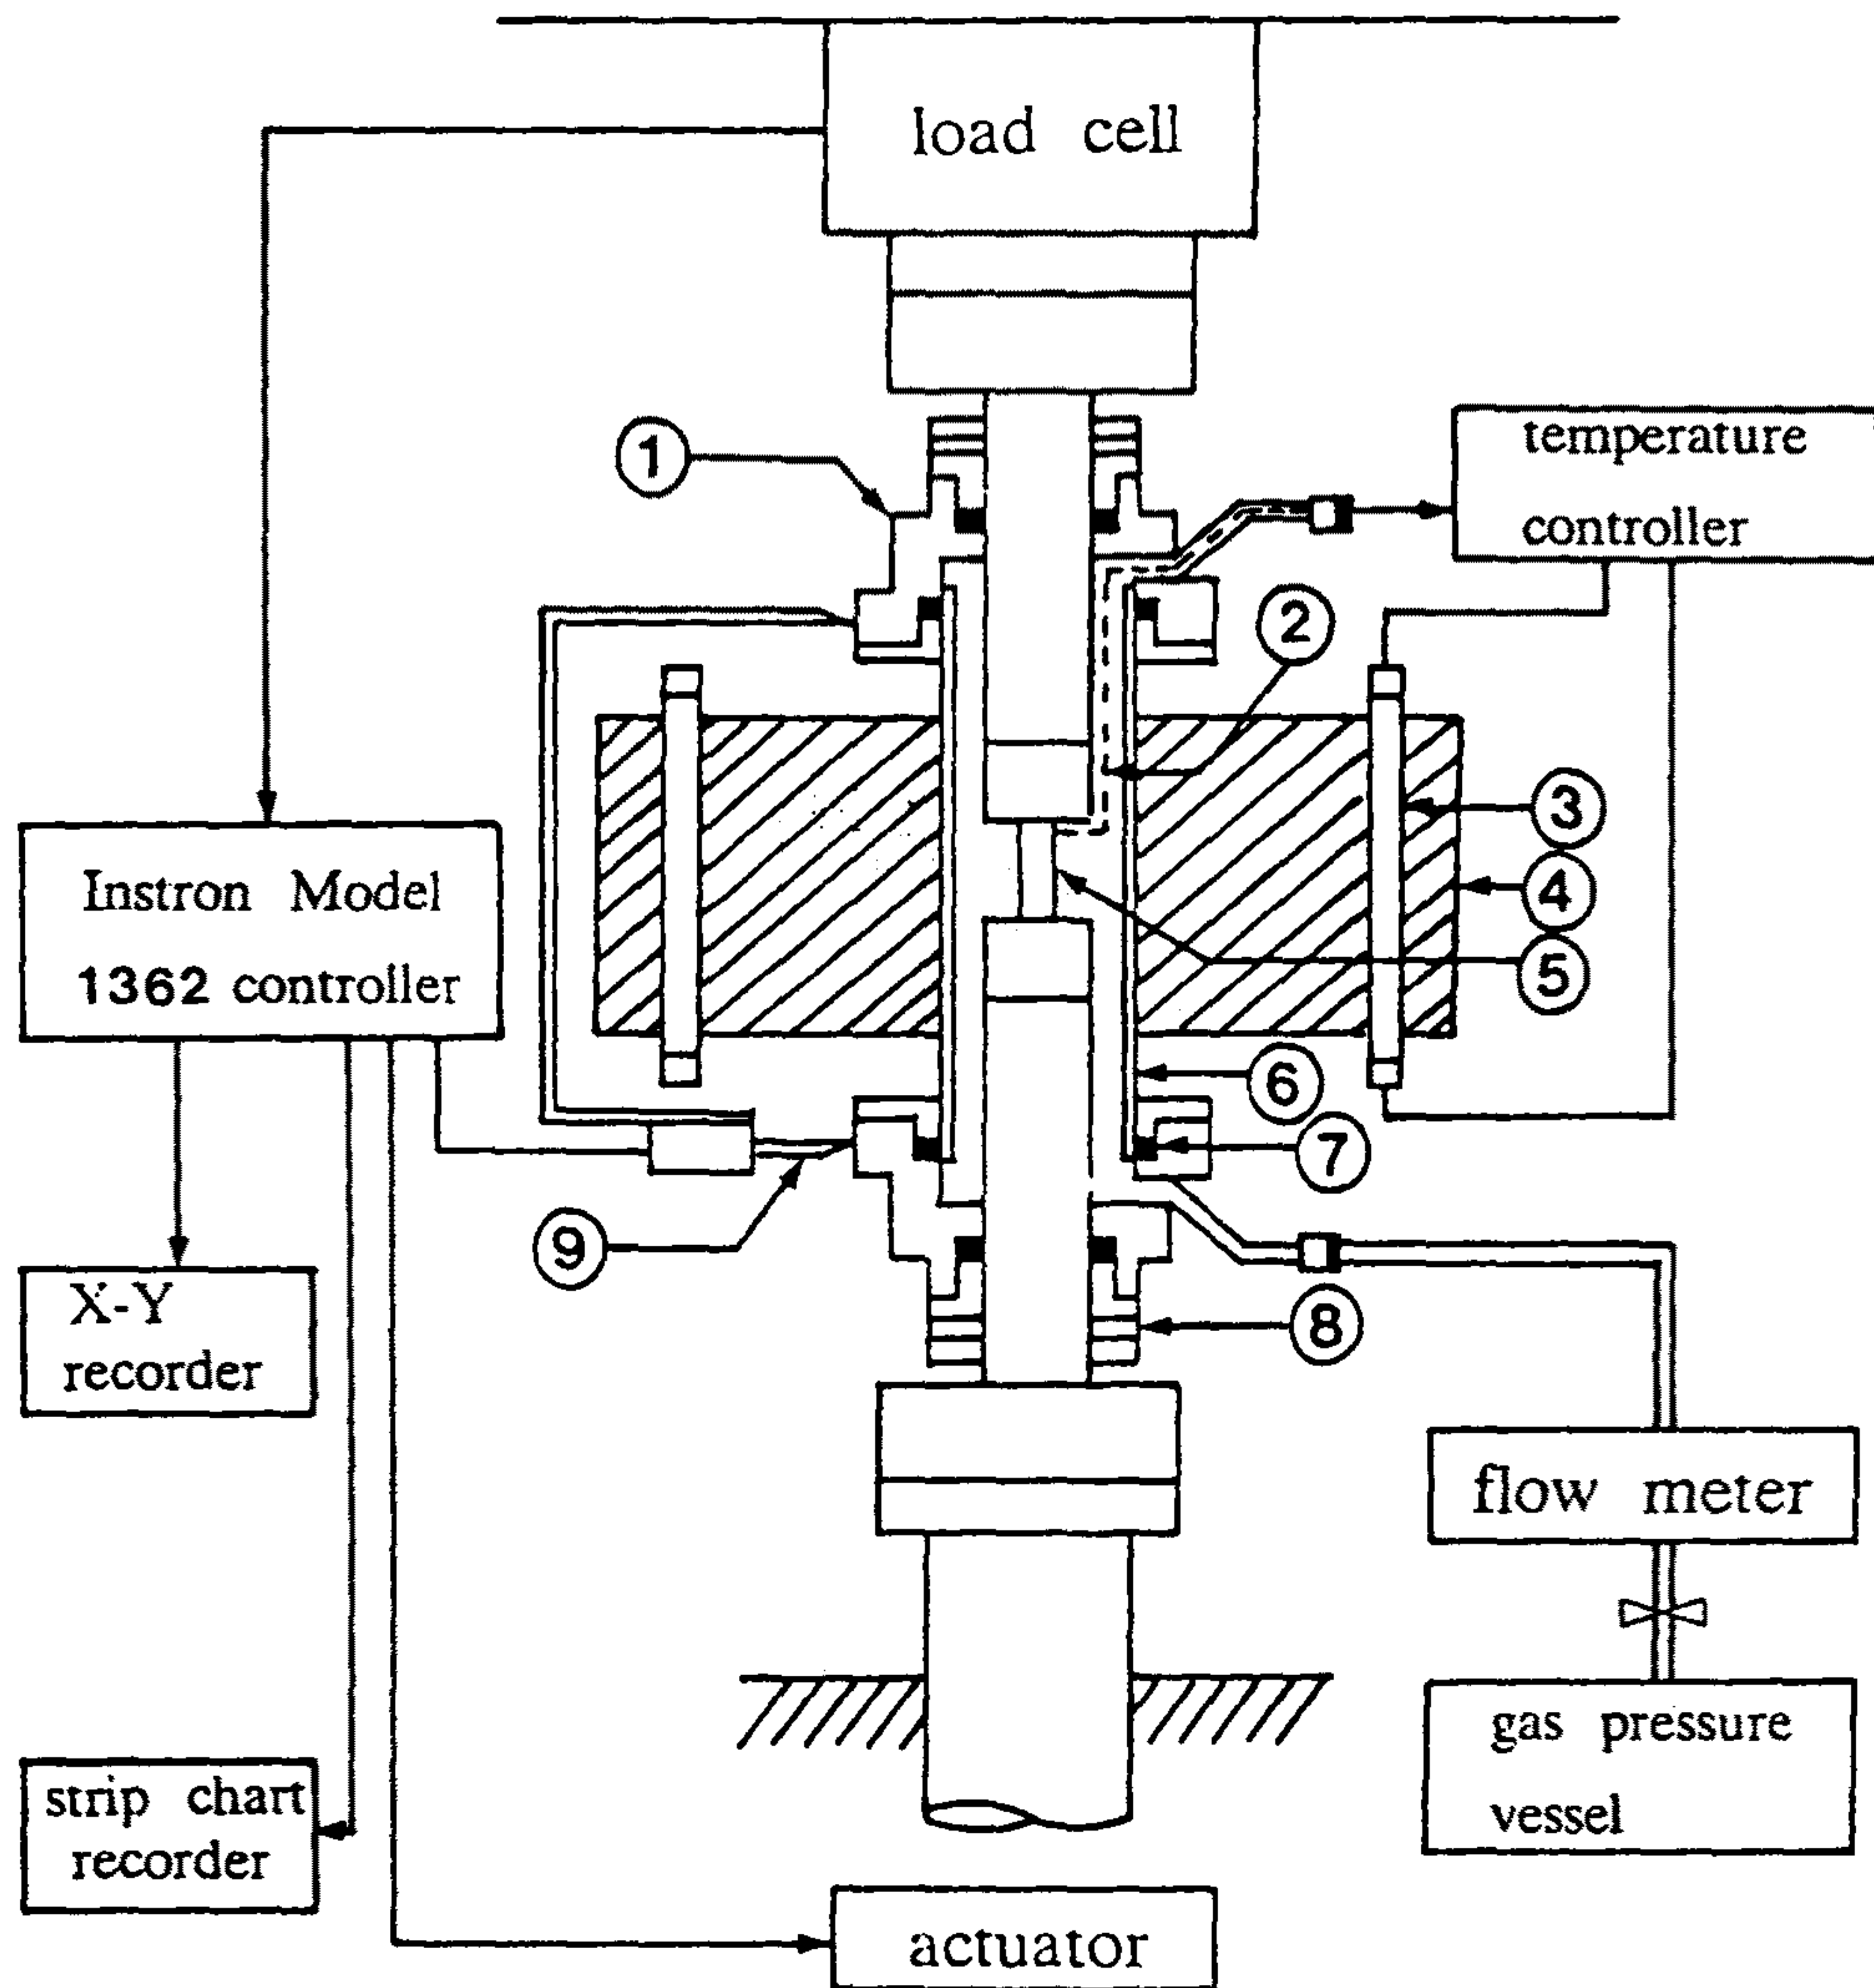 load cell
①
temperature
controller
②
③
④
Instron Model
1362 controller
⑤
⑥
⑦
⑨
⑧
X-Y
recorder
flow meter
gas pressure
vessel
strip chart
recorder
actuator